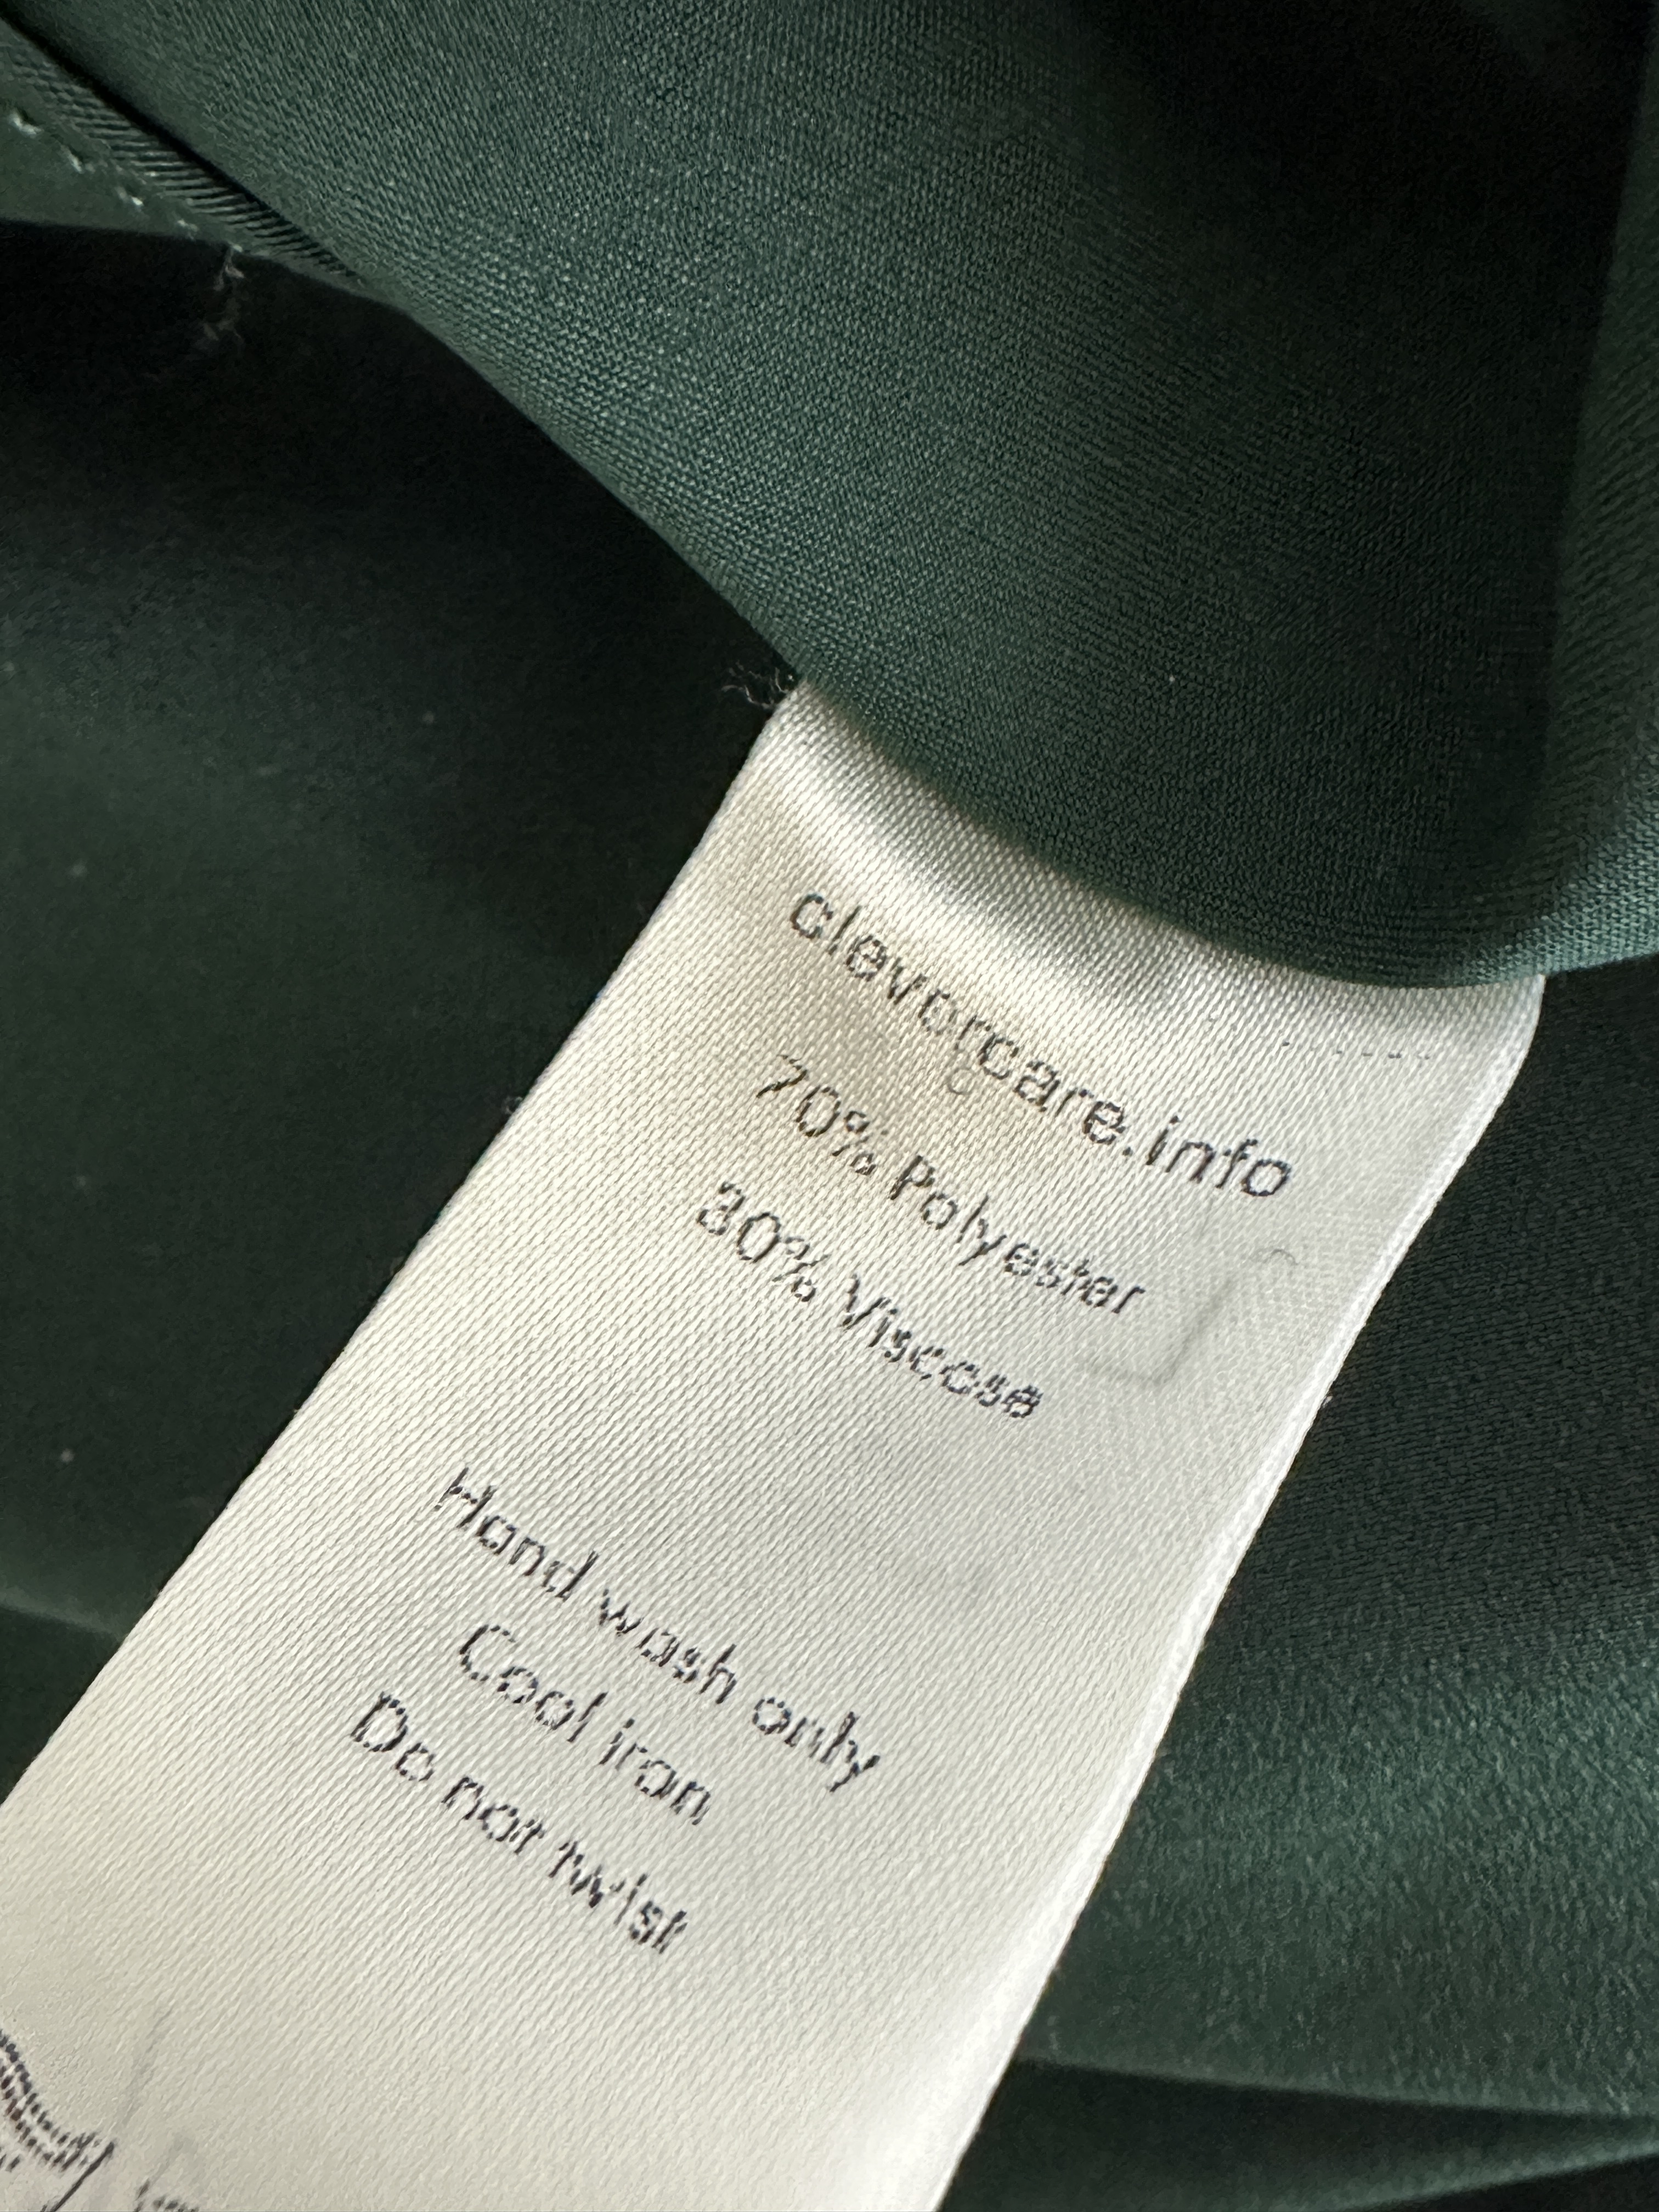 clevercare.info
70% Polyester
30% Viscose
Hand wash only
Cool iron
Do not twist